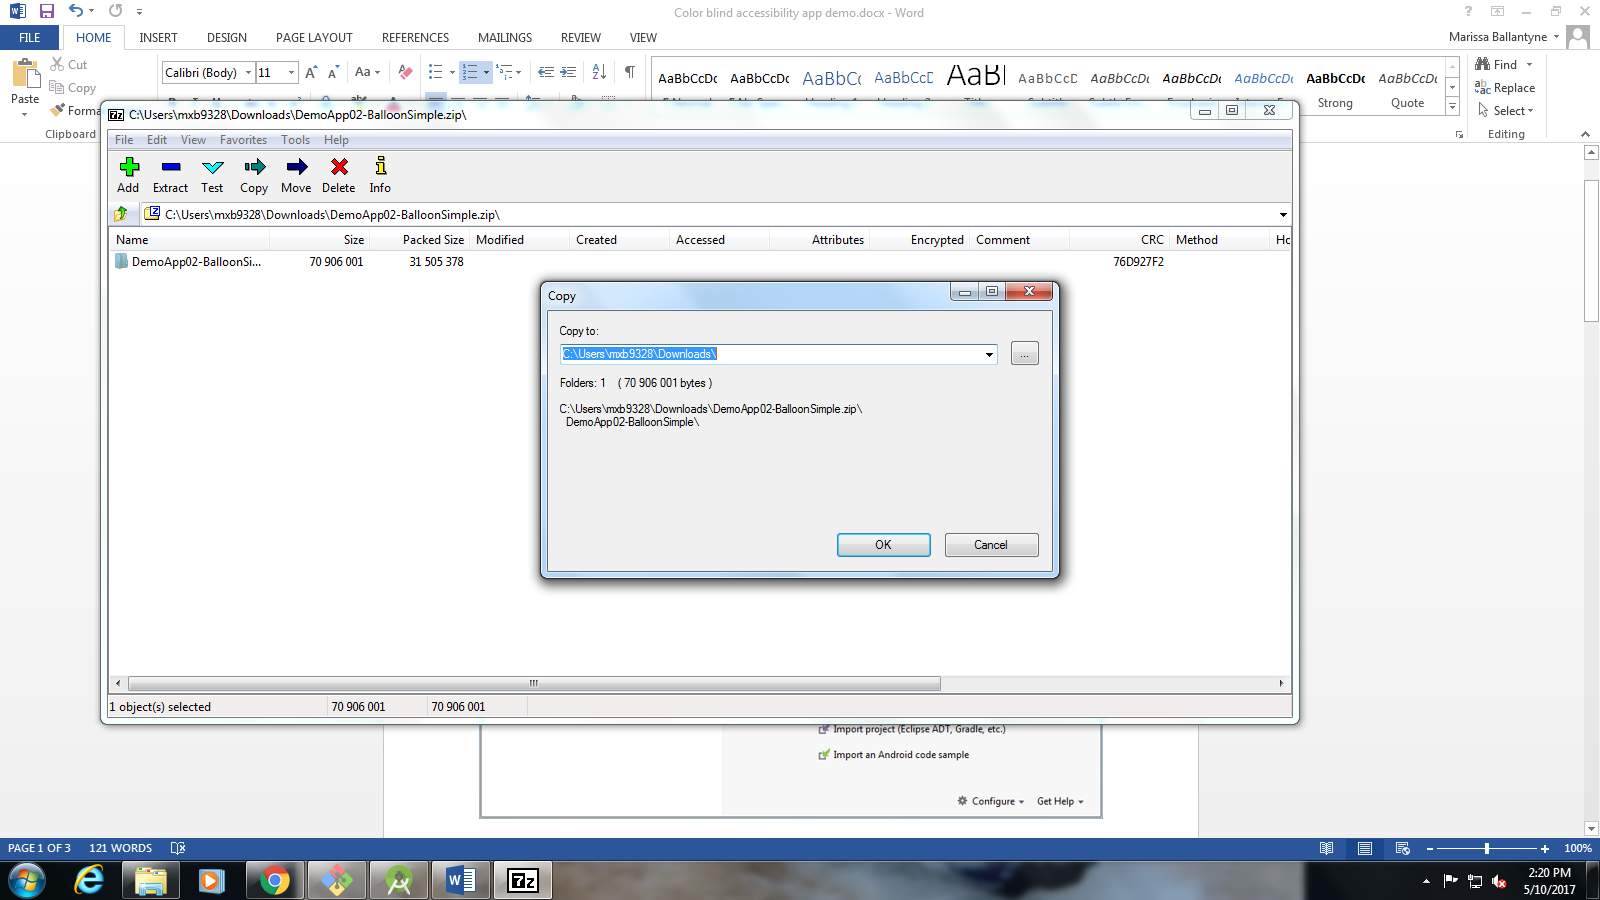 Color blind accessibility app demo.docx - Word
FILE HOME INSERT DESIGN PAGE LAYOUT REFERENCES MAILINGS REVIEW VIEW
Marissa Ballantyne
Cut
Copy
Paste
Forma
Clipboard
Calibri (Body) 11
AaBbCcDc AaBbCcDc AaBbCc AaBbCcD AaBl AaBbCcD AaBbCcDc AaBbCcDc AaBbCcDc AaBbCcDc AaBbCcDc
Strong Quote
Find
Replace
Select
Editing
7z C:\Users\mxb9328\Downloads\DemoApp02-BalloonSimple.zip\
File Edit View Favorites Tools Help
Add Extract Test Copy Move Delete Info
C:\Users\mxb9328\Downloads\DemoApp02-BalloonSimple.zip\
Name Size Packed Size Modified Created Accessed Attributes Encrypted Comment CRC Method Hc
DemoApp02-BalloonSi... 70 906 001 31 505 378 76D927F2
Copy
Copy to:
C:\Users\mxb9328\Downloads\
...
Folders: 1 ( 70 906 001 bytes )
C:\Users\mxb9328\Downloads\DemoApp02-BalloonSimple.zip\
DemoApp02-BalloonSimple\
OK Cancel
1 object(s) selected 70 906 001 70 906 001
Import project (Eclipse ADT, Gradle, etc.)
Import an Android code sample
Configure Get Help
PAGE 1 OF 3 121 WORDS
100%
7z
2:20 PM
5/10/2017